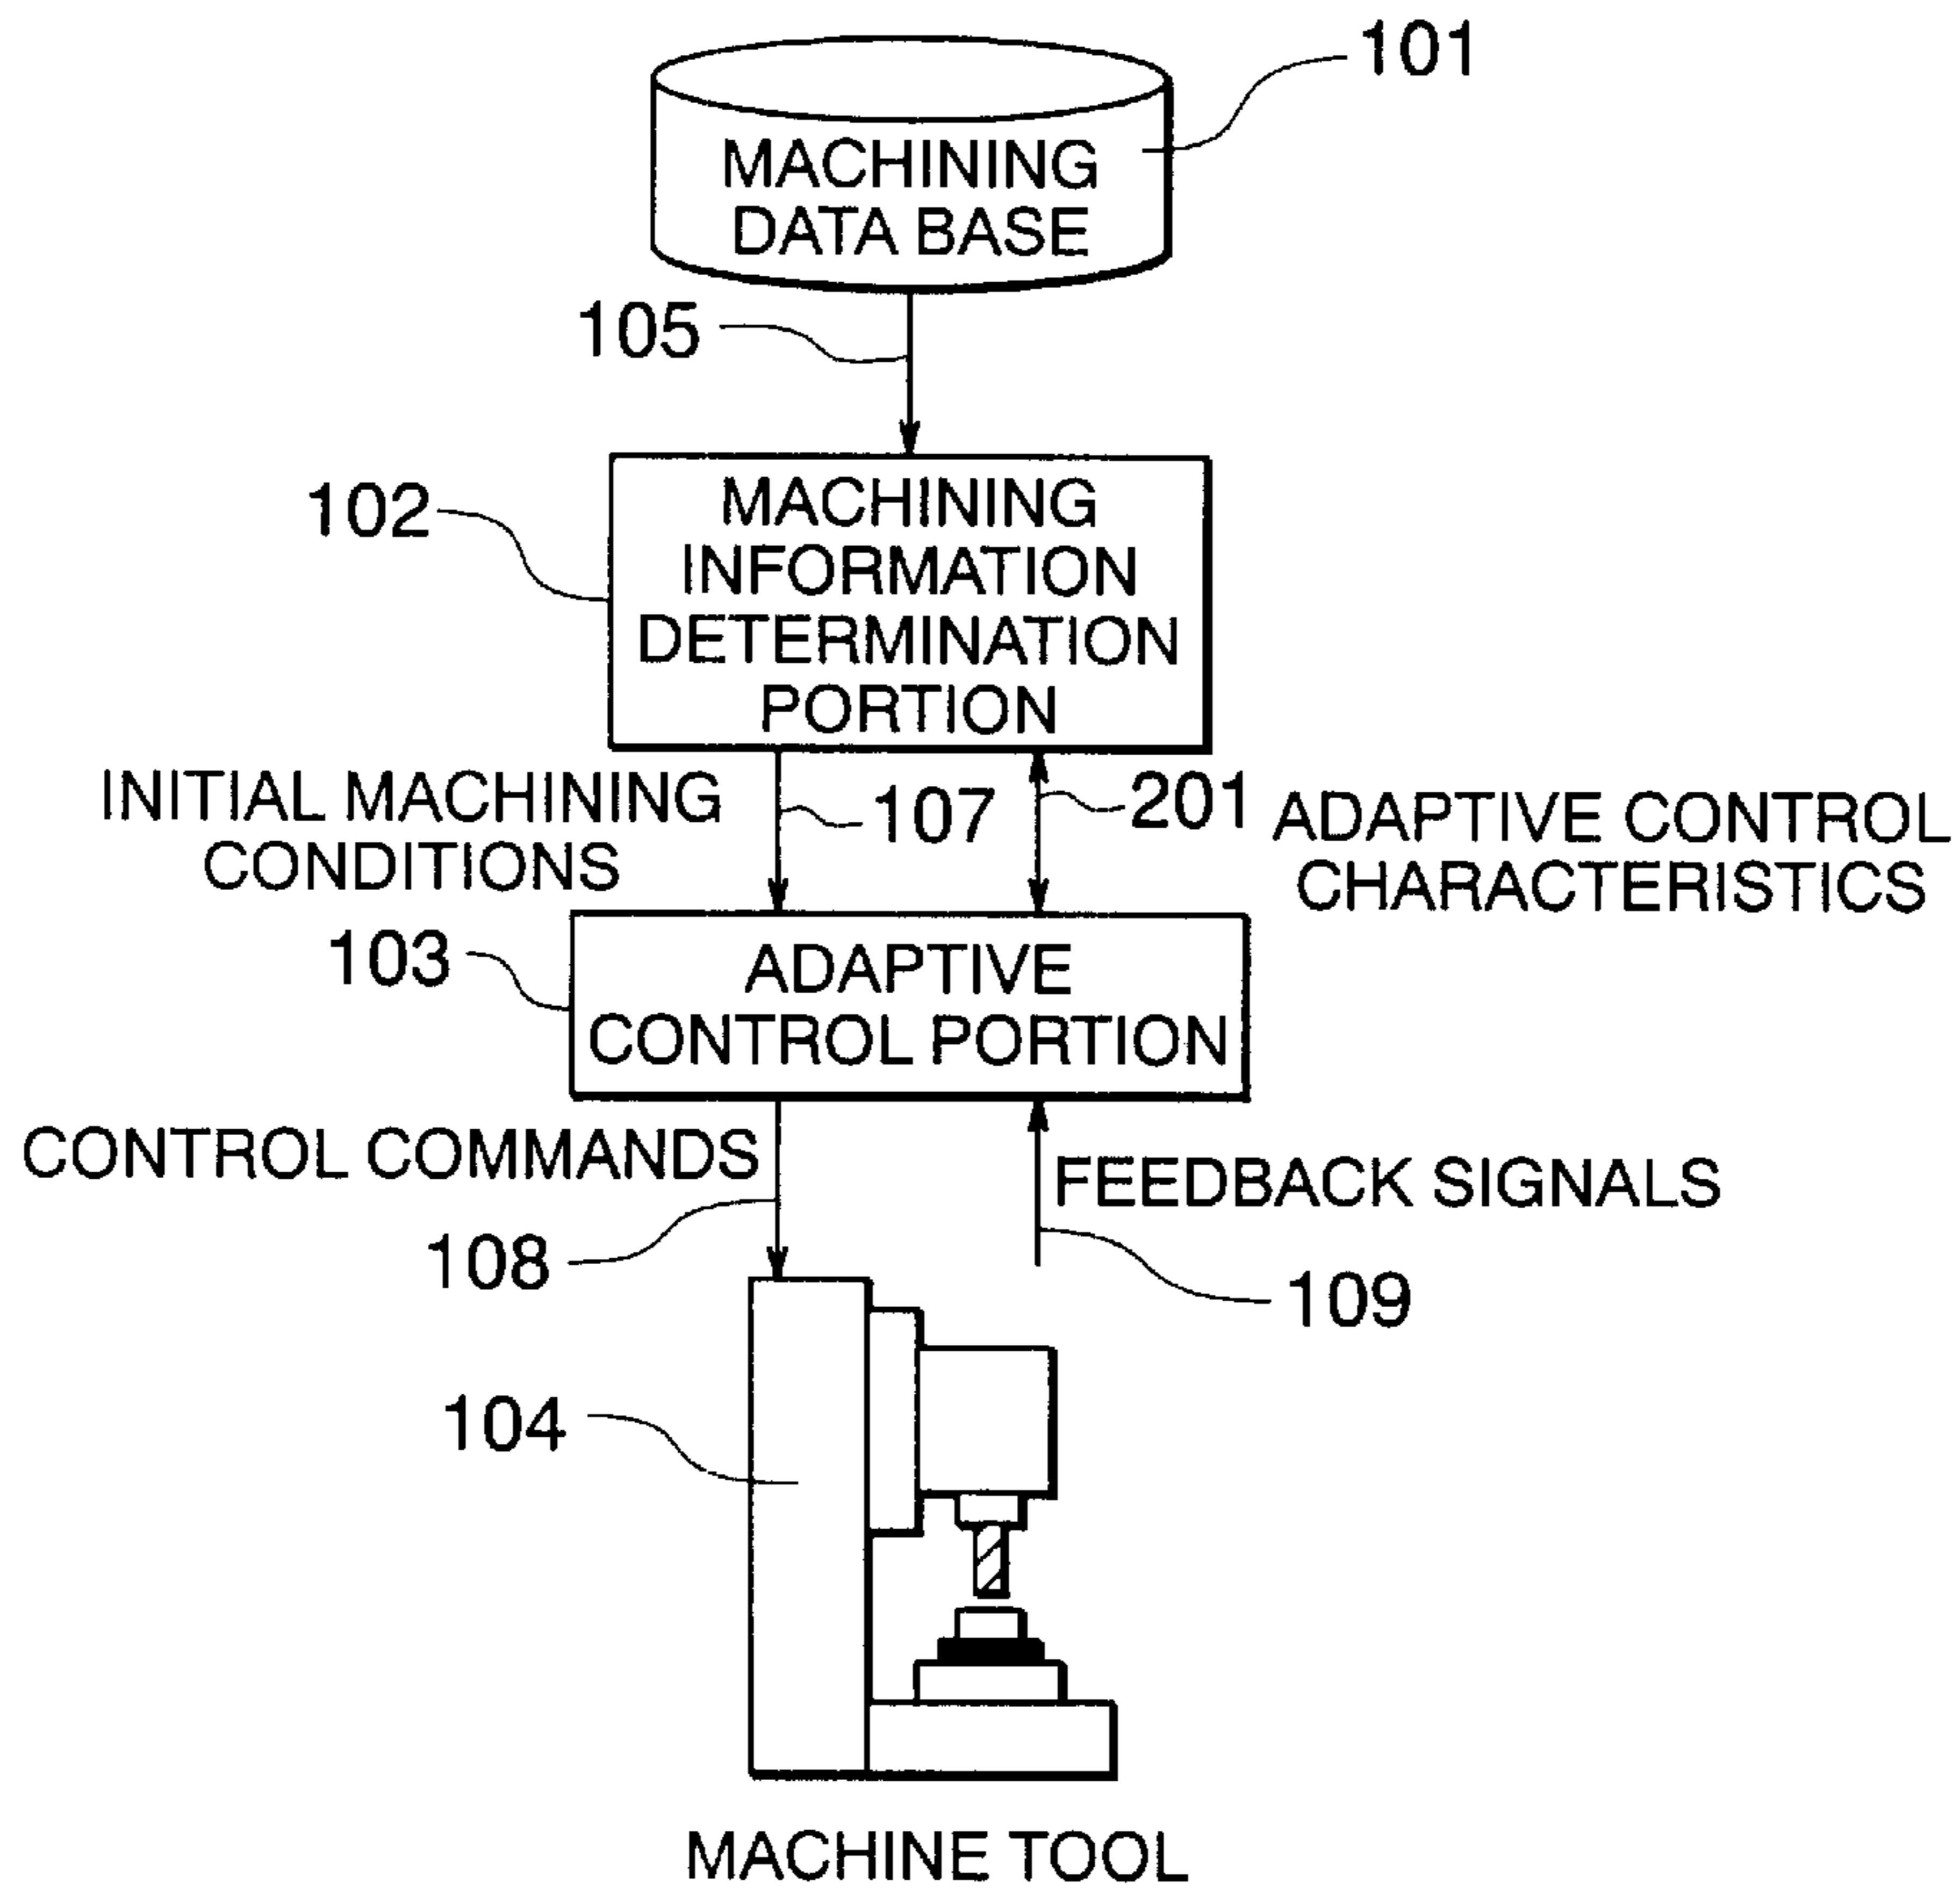 101
MACHINING
DATA BASE
105
102
MACHINING
INFORMATION
DETERMINATION
PORTION
INITIAL MACHINING
CONDITIONS
107
201
ADAPTIVE CONTROL
CHARACTERISTICS
103
ADAPTIVE
CONTROL PORTION
CONTROL COMMANDS
FEEDBACK SIGNALS
108
109
104
MACHINE TOOL